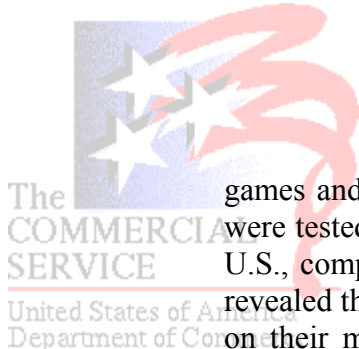 games and
The
were tested
COMMERCIAL
U.S., comp
SERVICE
revealed th
United States of America
Department of Commerce
on their m